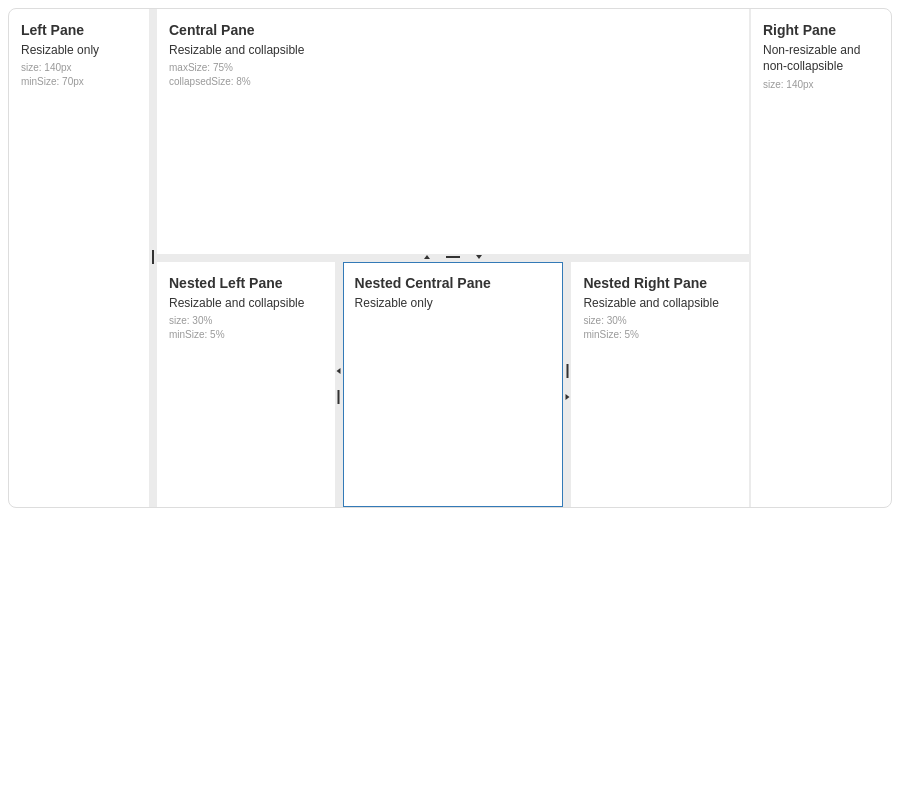 Left Pane
Resizable only
size: 140px
minSize: 70px
Central Pane
Resizable and collapsible
maxSize: 75%
collapsedSize: 8%
Right Pane
Non-resizable and
non-collapsible
size: 140px
Nested Left Pane
Resizable and collapsible
size: 30%
minSize: 5%
Nested Central Pane
Resizable only
Nested Right Pane
Resizable and collapsible
size: 30%
minSize: 5%